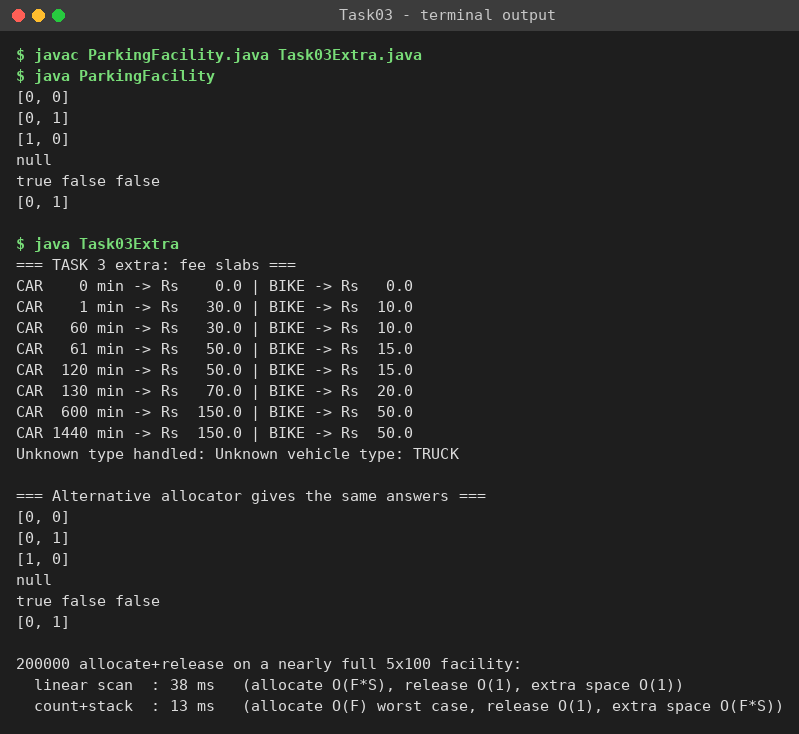 Task03 - terminal output
$ javac ParkingFacility.java Task03Extra.java
$ java ParkingFacility
[0, 0]
[0, 1]
[1, 0]
null
true false false
[0, 1]

$ java Task03Extra
=== TASK 3 extra: fee slabs ===
CAR    0 min -> Rs    0.0 | BIKE -> Rs   0.0
CAR    1 min -> Rs   30.0 | BIKE -> Rs  10.0
CAR   60 min -> Rs   30.0 | BIKE -> Rs  10.0
CAR   61 min -> Rs   50.0 | BIKE -> Rs  15.0
CAR  120 min -> Rs   50.0 | BIKE -> Rs  15.0
CAR  130 min -> Rs   70.0 | BIKE -> Rs  20.0
CAR  600 min -> Rs  150.0 | BIKE -> Rs  50.0
CAR 1440 min -> Rs  150.0 | BIKE -> Rs  50.0
Unknown type handled: Unknown vehicle type: TRUCK

=== Alternative allocator gives the same answers ===
[0, 0]
[0, 1]
[1, 0]
null
true false false
[0, 1]

200000 allocate+release on a nearly full 5x100 facility:
  linear scan  : 38 ms   (allocate O(F*S), release O(1), extra space O(1))
  count+stack  : 13 ms   (allocate O(F) worst case, release O(1), extra space O(F*S))